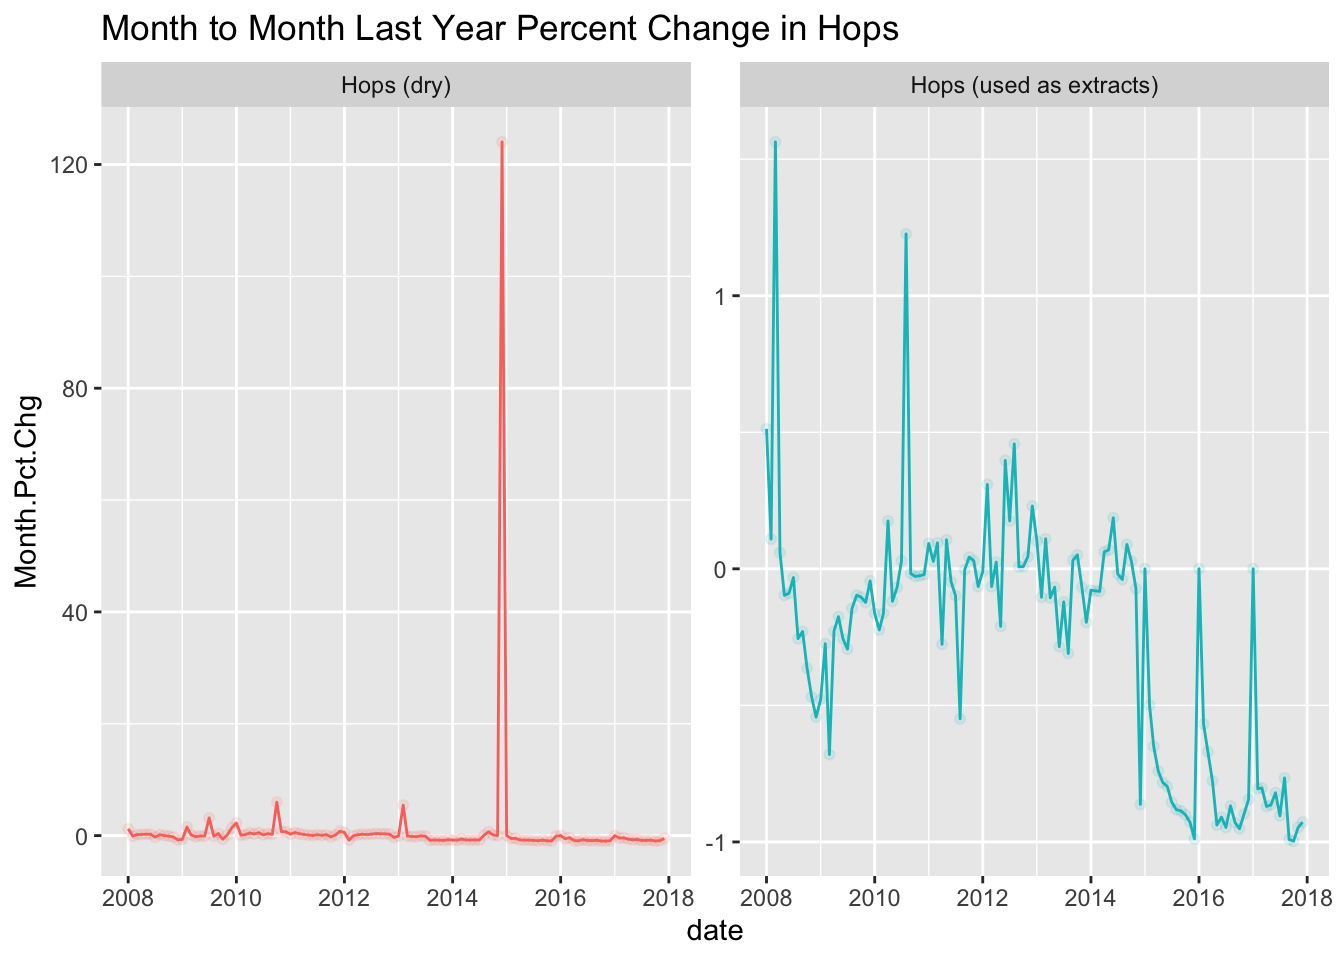 Month to Month Last Year Percent Change in Hops
Hops (dry)
Hops (used as extracts)
Month.Pct.Chg
120
80
40
0
1
0
-1
2008 2010 2012 2014 2016 2018
2008 2010 2012 2014 2016 2018
date